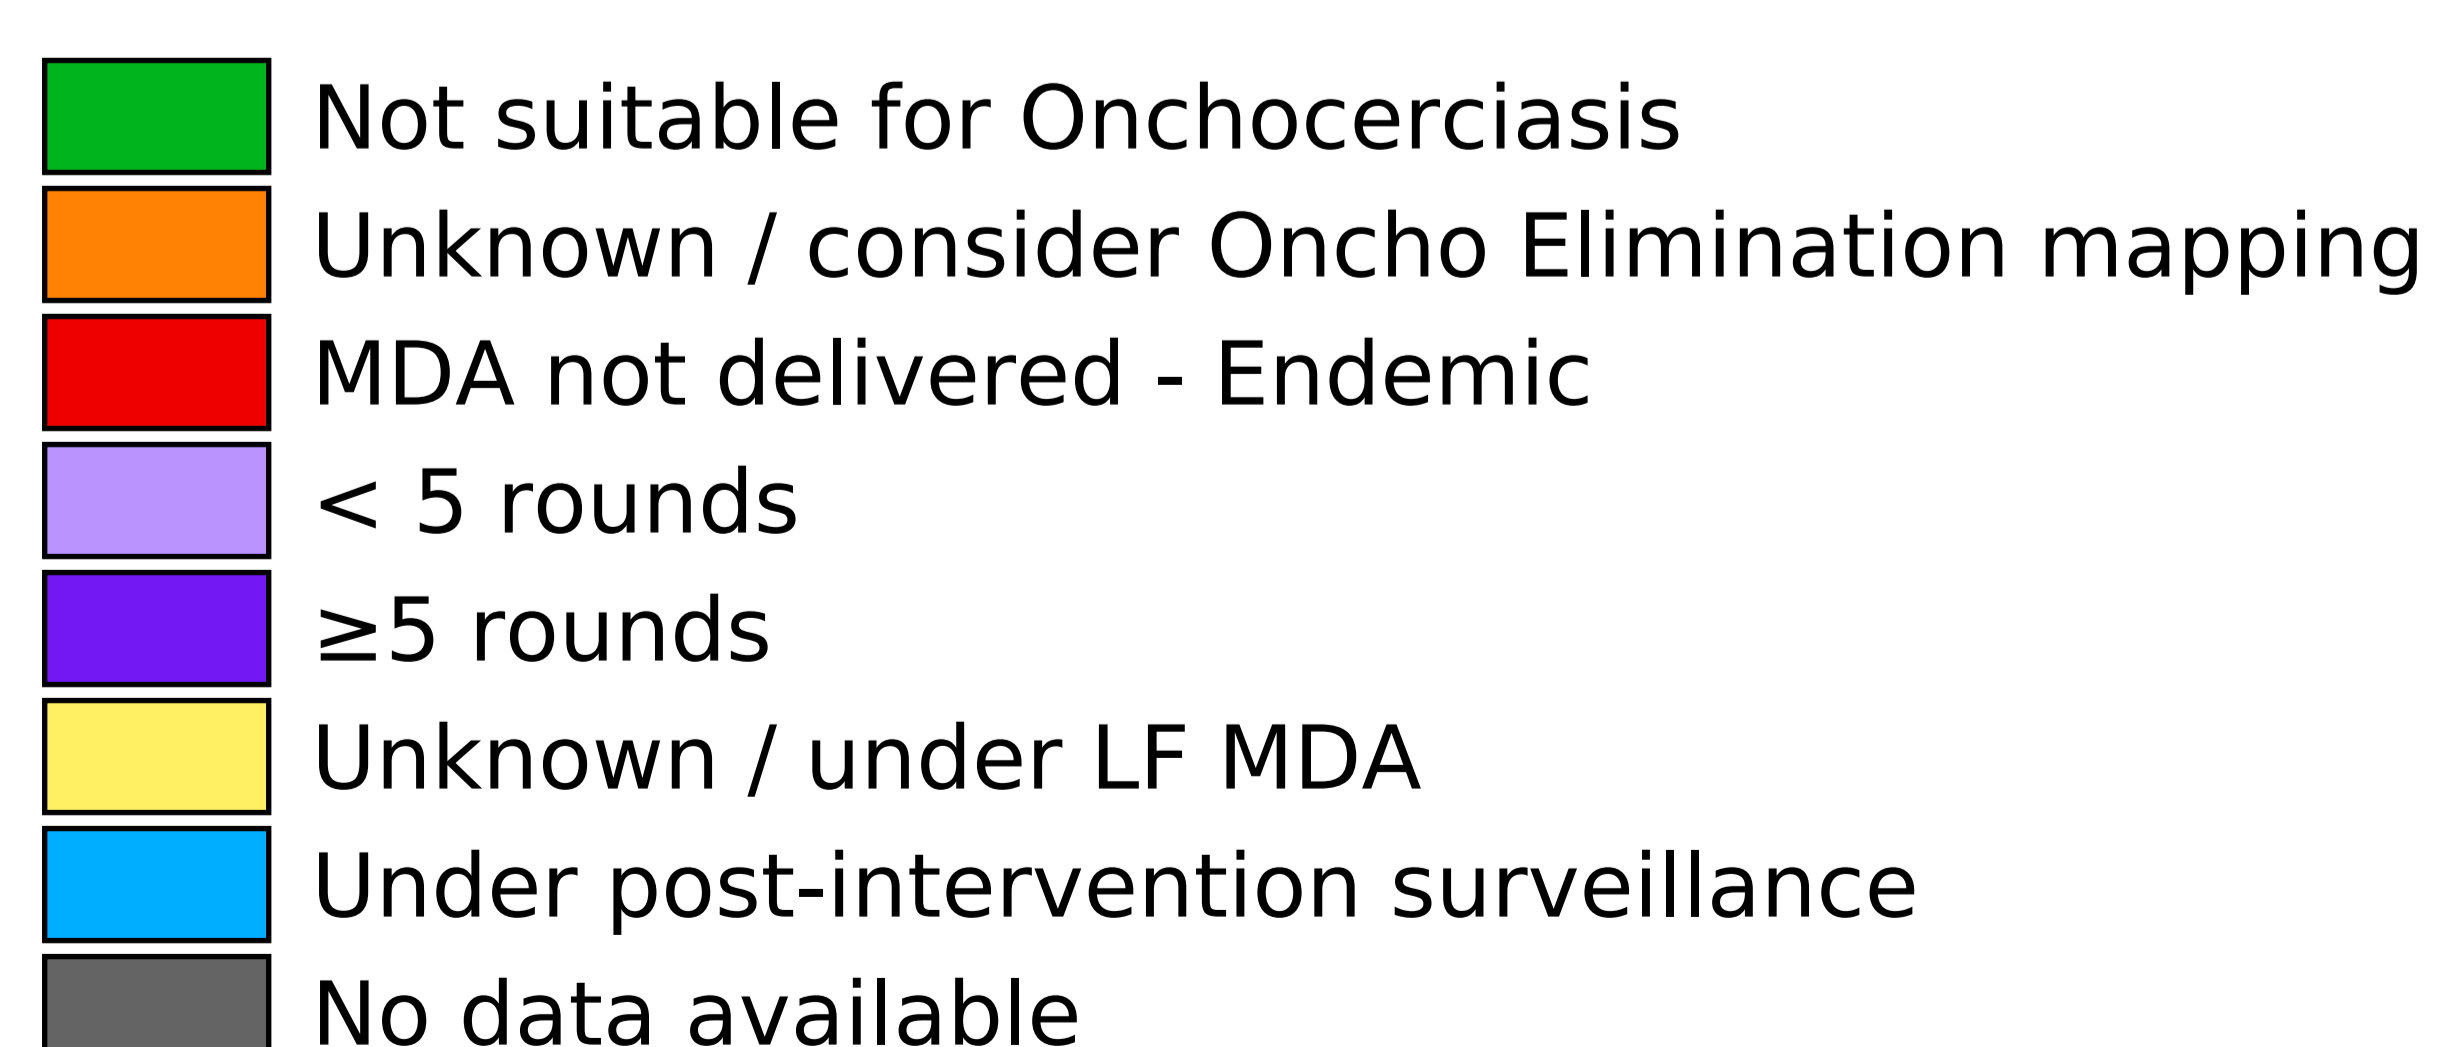 Not suitable for Onchocerciasis
Unknown / consider Oncho Elimination mapping
MDA not delivered - Endemic
< 5 rounds
≥5 rounds
Unknown / under LF MDA
Under post-intervention surveillance
No data available